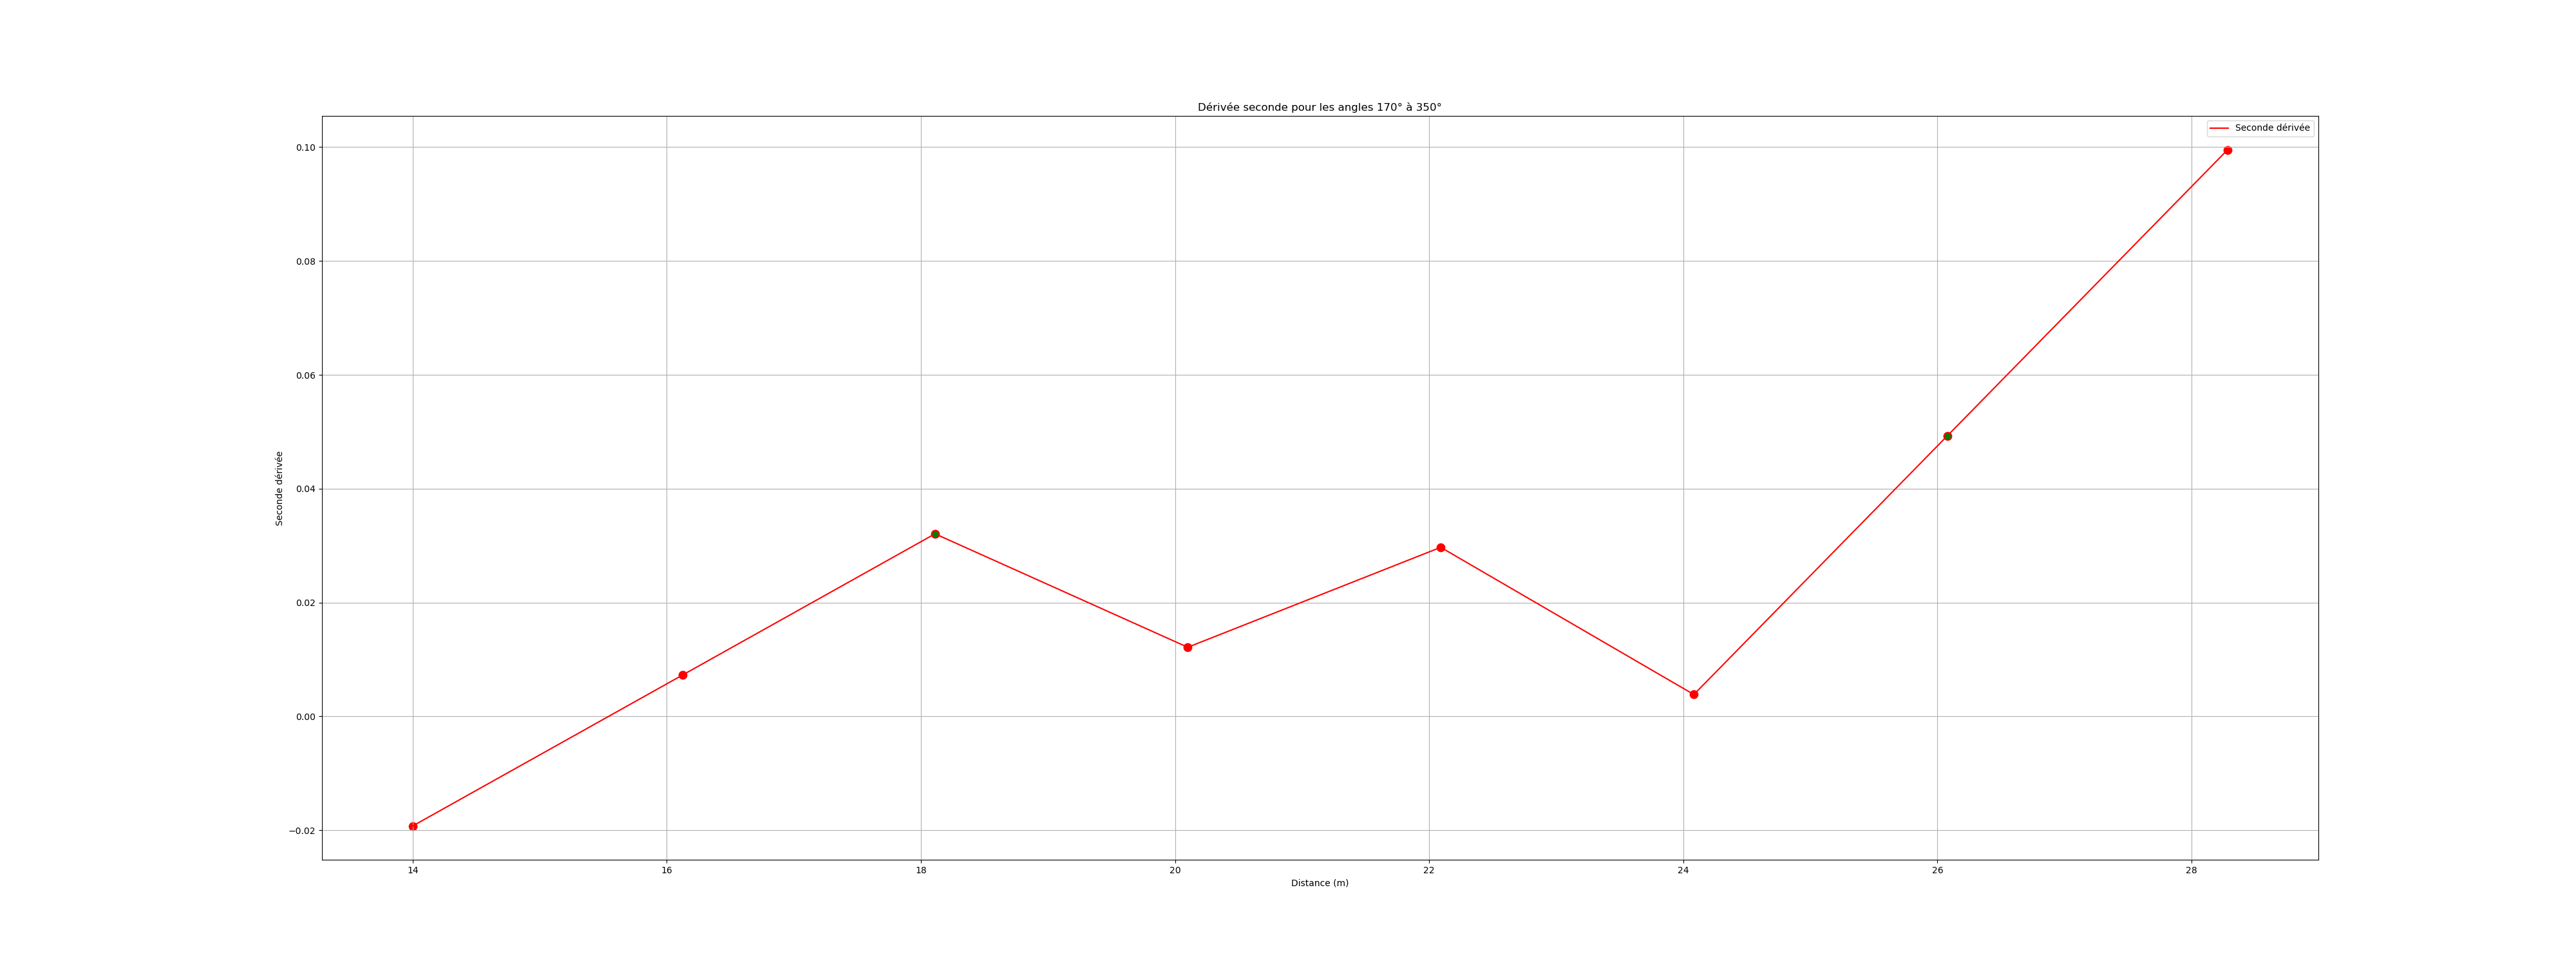 Dérivée seconde pour les angles 170° à 350°
Seconde dérivée
0.10
0.08
0.06
0.04
0.02
0.00
−0.02
Seconde dérivée
14 16 18 20 22 24 26 28
Distance (m)